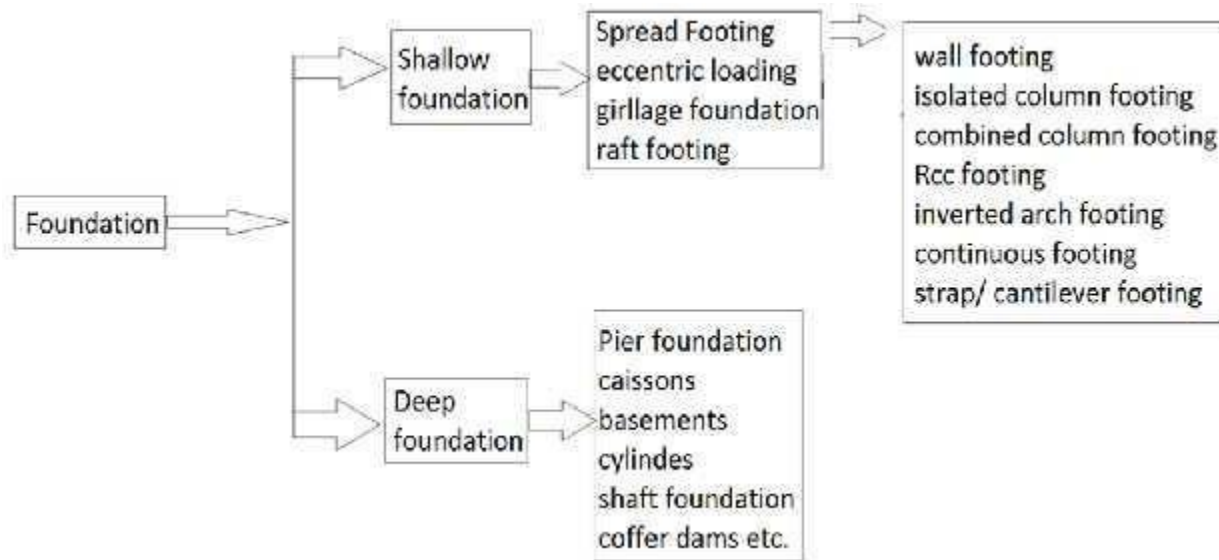 Foundation
Shallow
foundation
Spread Footing
eccentric loading
girllage foundation
raft footing
wall footing
isolated column footing
combined column footing
Rcc footing
inverted arch footing
continuous footing
strap/ cantilever footing
Deep
foundation
Pier foundation
caissons
basements
cylindes
shaft foundation
coffer dams etc.